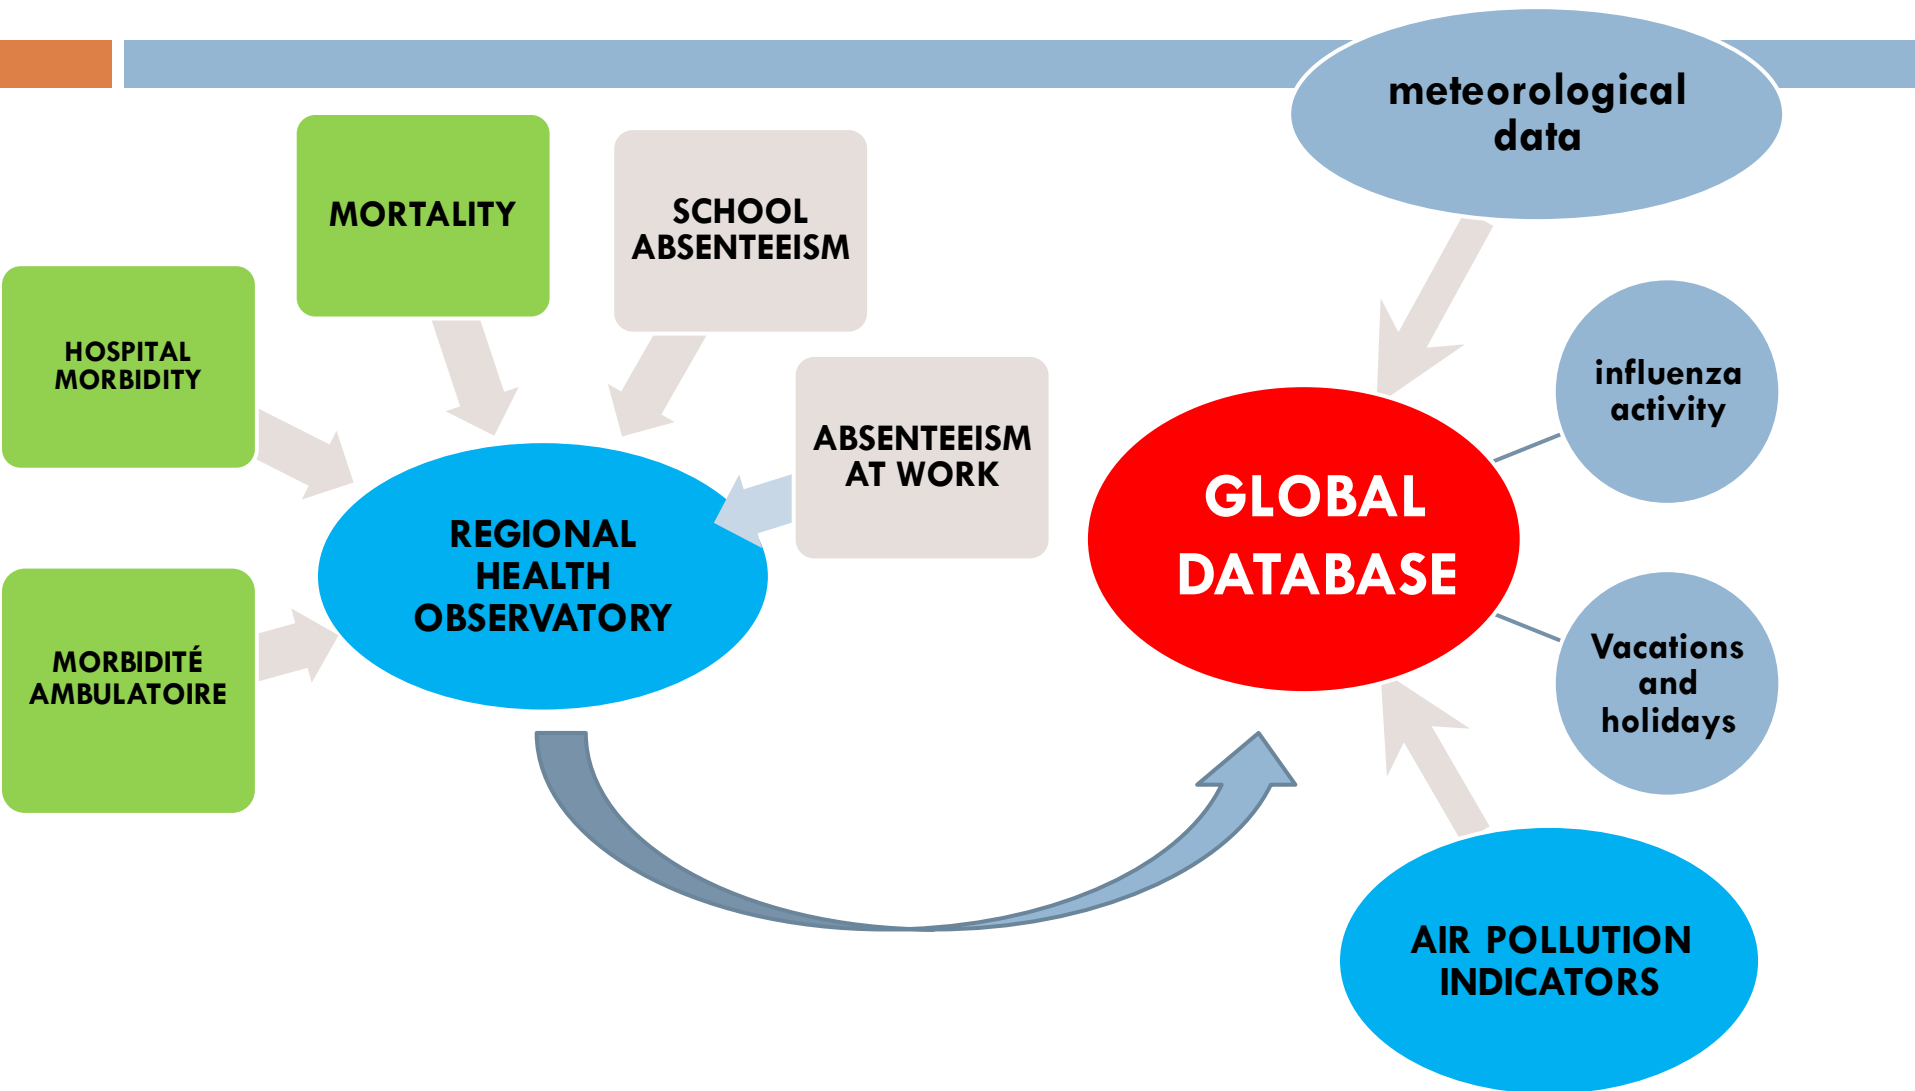 meteorological
data
MORTALITY
SCHOOL
ABSENTEEISM
HOSPITAL
MORBIDITY
influenza
activity
ABSENTEEISM
AT WORK
GLOBAL
DATABASE
REGIONAL
HEALTH
OBSERVATORY
MORBIDITÉ
AMBULATOIRE
Vacations
and
holidays
AIR POLLUTION
INDICATORS